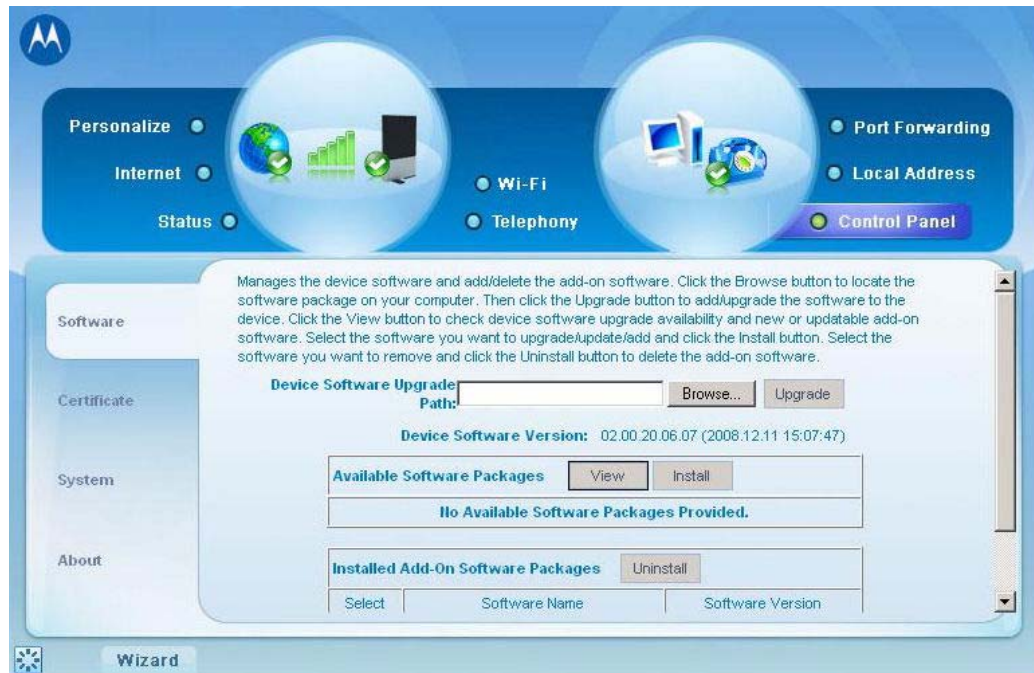 Personalize
Internet
Status
Wi-Fi
Telephony
Port Forwarding
Local Address
Control Panel
Software
Certificate
System
About
Manages the device software and add/delete the add-on software. Click the Browse button to locate the
software package on your computer. Then click the Upgrade button to add/upgrade the software to the
device. Click the View button to check device software upgrade availability and new or updatable add-on
software. Select the software you want to upgrade/update/add and click the Install button. Select the
software you want to remove and click the Uninstall button to delete the add-on software.
Device Software Upgrade
Path: Browse... Upgrade
Device Software Version: 02.00.20.06.07 (2008.12.11 15:07:47)
Available Software Packages View Install
No Available Software Packages Provided.
Installed Add-On Software Packages Uninstall
Select Software Name Software Version
Wizard